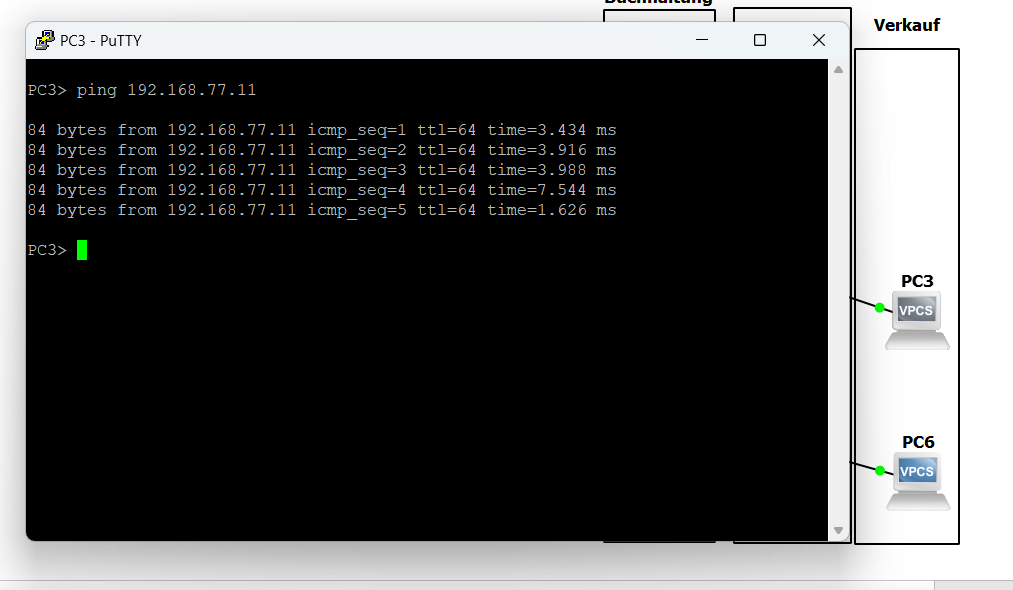 Buchhaltung
Verkauf
PC3 - PuTTY
PC3> ping 192.168.77.11
84 bytes from 192.168.77.11 icmp_seq=1 ttl=64 time=3.434 ms
84 bytes from 192.168.77.11 icmp_seq=2 ttl=64 time=3.916 ms
84 bytes from 192.168.77.11 icmp_seq=3 ttl=64 time=3.988 ms
84 bytes from 192.168.77.11 icmp_seq=4 ttl=64 time=7.544 ms
84 bytes from 192.168.77.11 icmp_seq=5 ttl=64 time=1.626 ms
PC3>
PC3
VPCS
PC6
VPCS